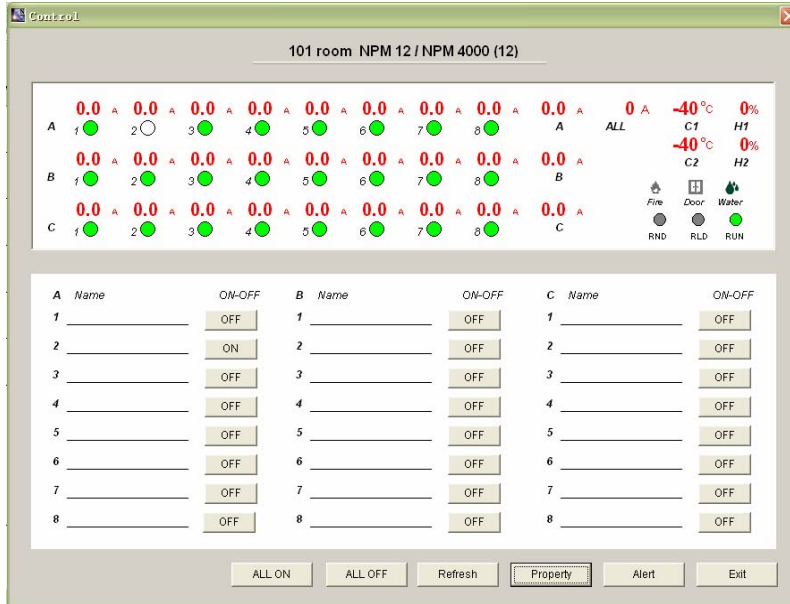 Control
101 room NPM 12 / NPM 4000 (12)
0.0 A 0.0 A 0.0 A 0.0 A 0.0 A 0.0 A 0.0 A 0.0 A 0.0 A 0 A -40°C 0%
A 1 2 3 4 5 6 7 8 A ALL C1 H1
-40°C 0%
0.0 A 0.0 A 0.0 A 0.0 A 0.0 A 0.0 A 0.0 A 0.0 A 0.0 A C2 H2
B 1 2 3 4 5 6 7 8 B
Fire Door Water
0.0 A 0.0 A 0.0 A 0.0 A 0.0 A 0.0 A 0.0 A 0.0 A 0.0 A
C 1 2 3 4 5 6 7 8 C
RND RLD RUN
A Name ON-OFF B Name ON-OFF C Name ON-OFF
1 OFF 1 OFF 1 OFF
2 ON 2 OFF 2 OFF
3 OFF 3 OFF 3 OFF
4 OFF 4 OFF 4 OFF
5 OFF 5 OFF 5 OFF
6 OFF 6 OFF 6 OFF
7 OFF 7 OFF 7 OFF
8 OFF 8 OFF 8 OFF
ALL ON ALL OFF Refresh Property Alert Exit